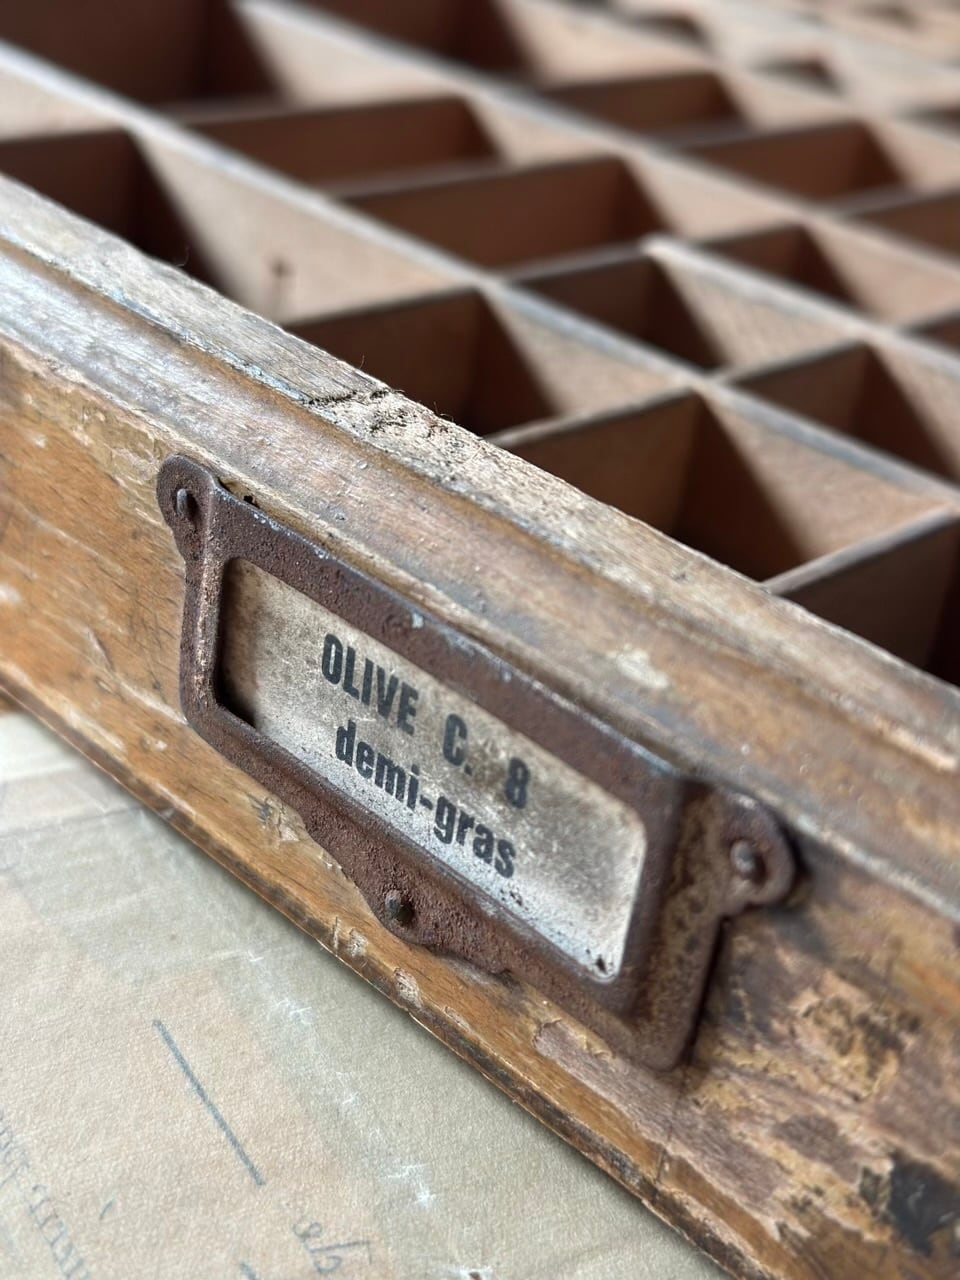 OLIVE C. 8
demi-gras